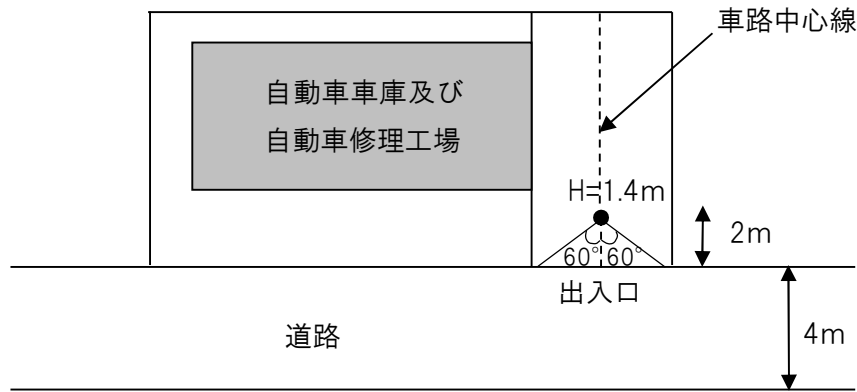 車路中心線
自動車車庫及び
自動車修理工場
H=1.4m
2m
60° 60°
出入口
道路
4m